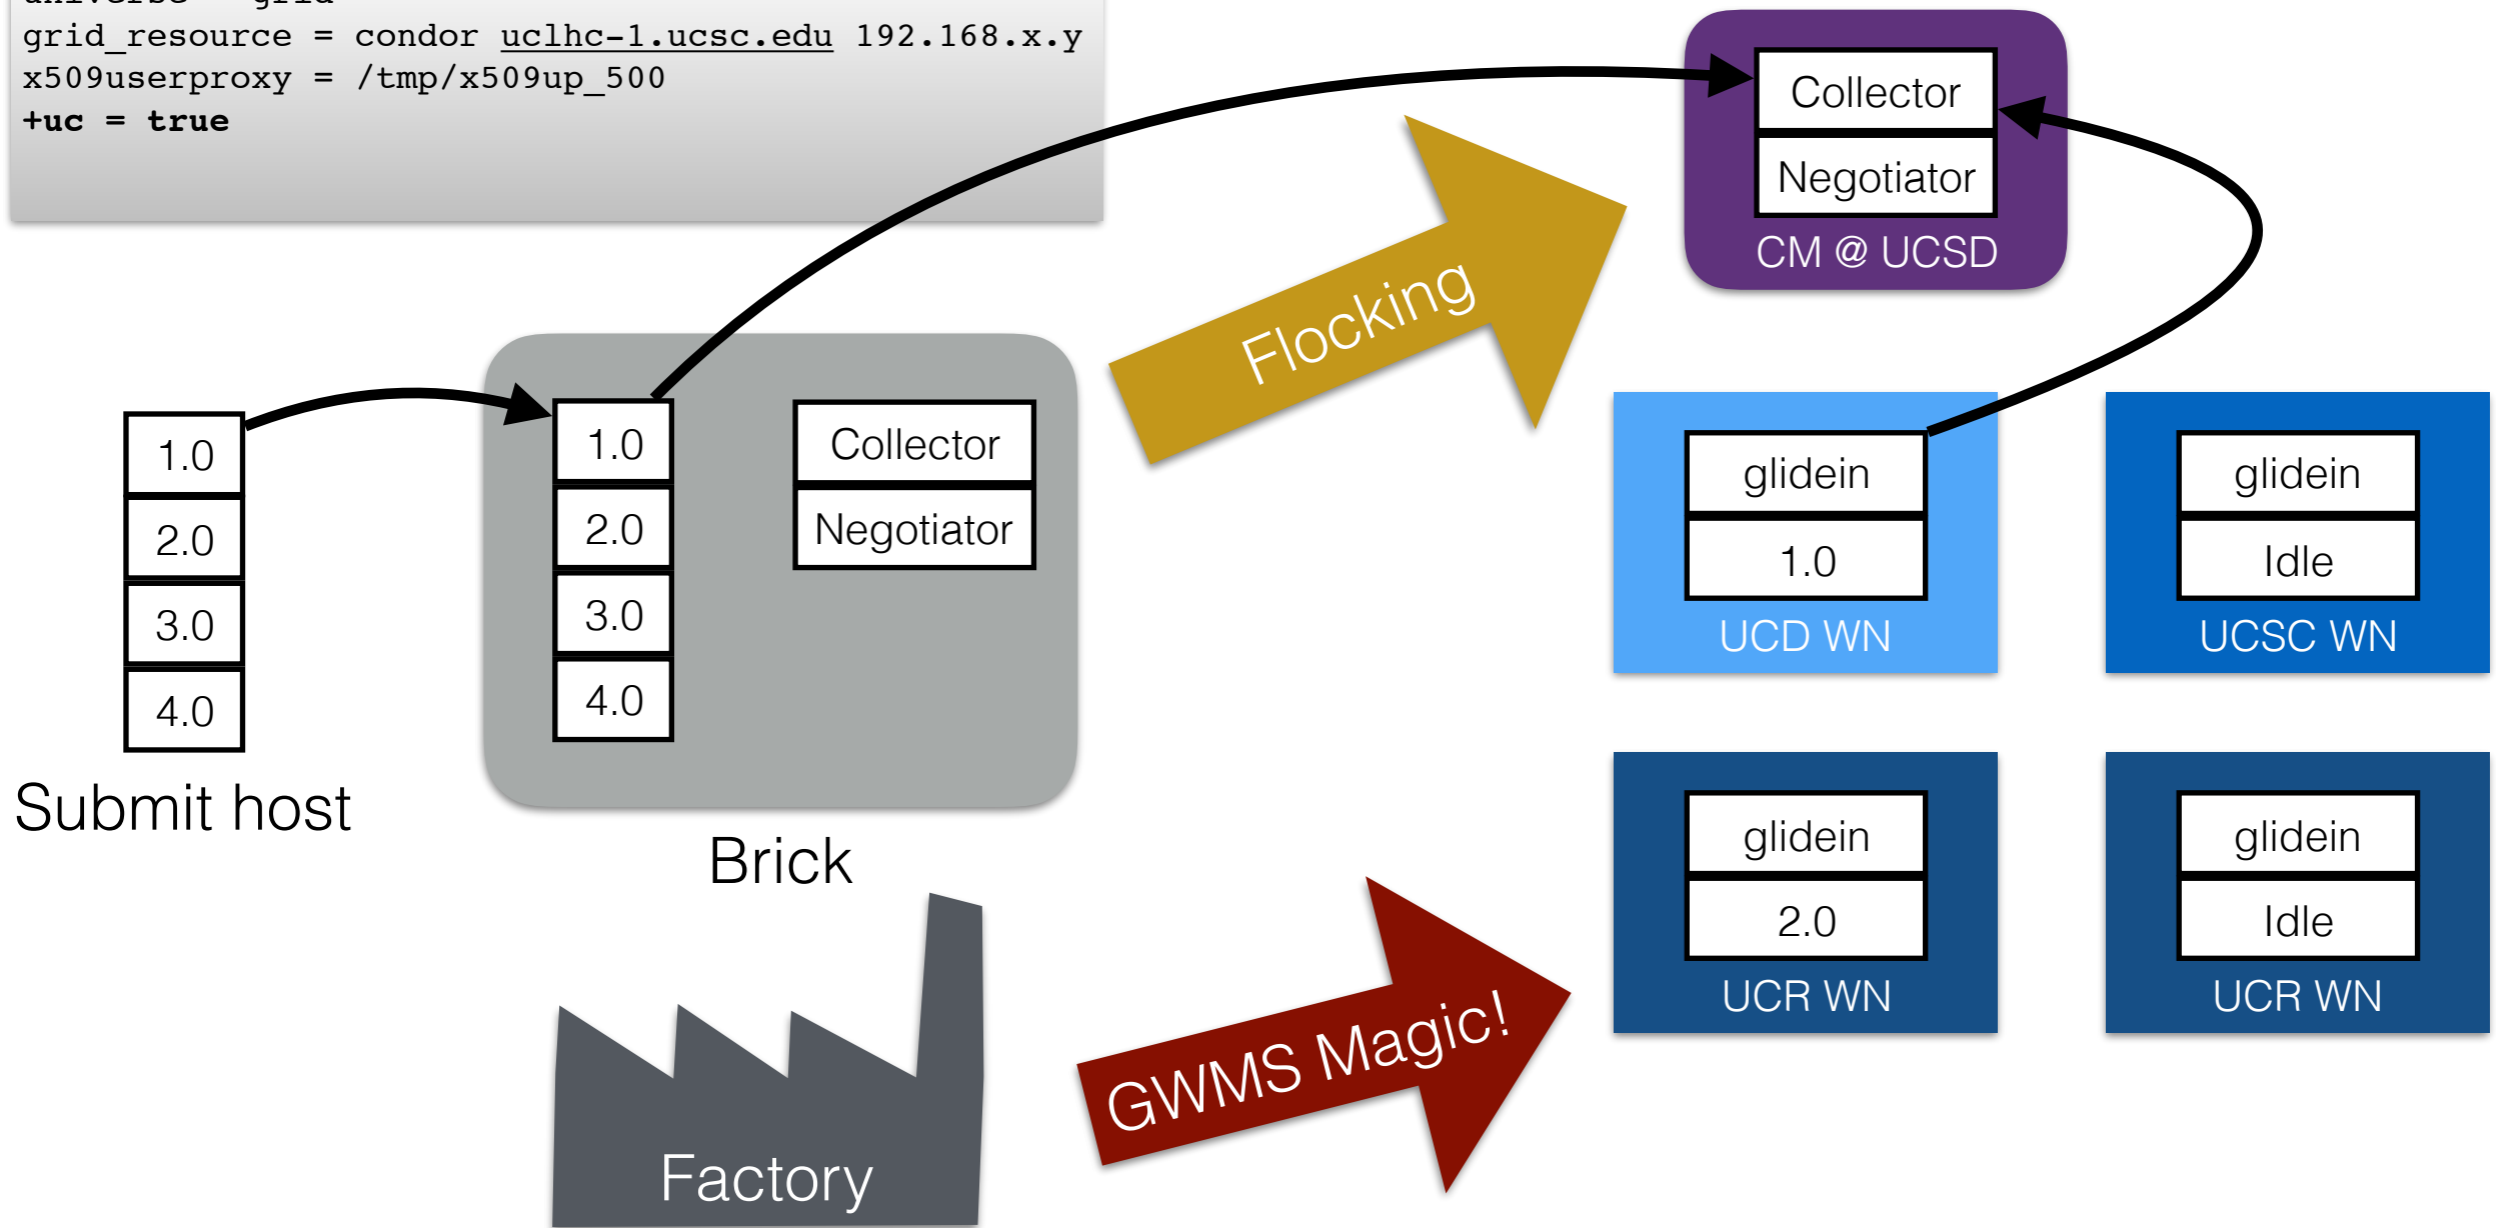 grid_resource = condor uclhc-1.ucsc.edu 192.168.x.y
x509userproxy = /tmp/x509up_500
+uc = true
Collector
Negotiator
CM @ UCSD
Flocking
1.0
2.0
3.0
4.0
Submit host
1.0
2.0
3.0
4.0
Collector
Negotiator
Brick
glidein
1.0
UCD WN
glidein
Idle
UCSC WN
glidein
2.0
UCR WN
glidein
Idle
UCR WN
GWMS Magic!
Factory